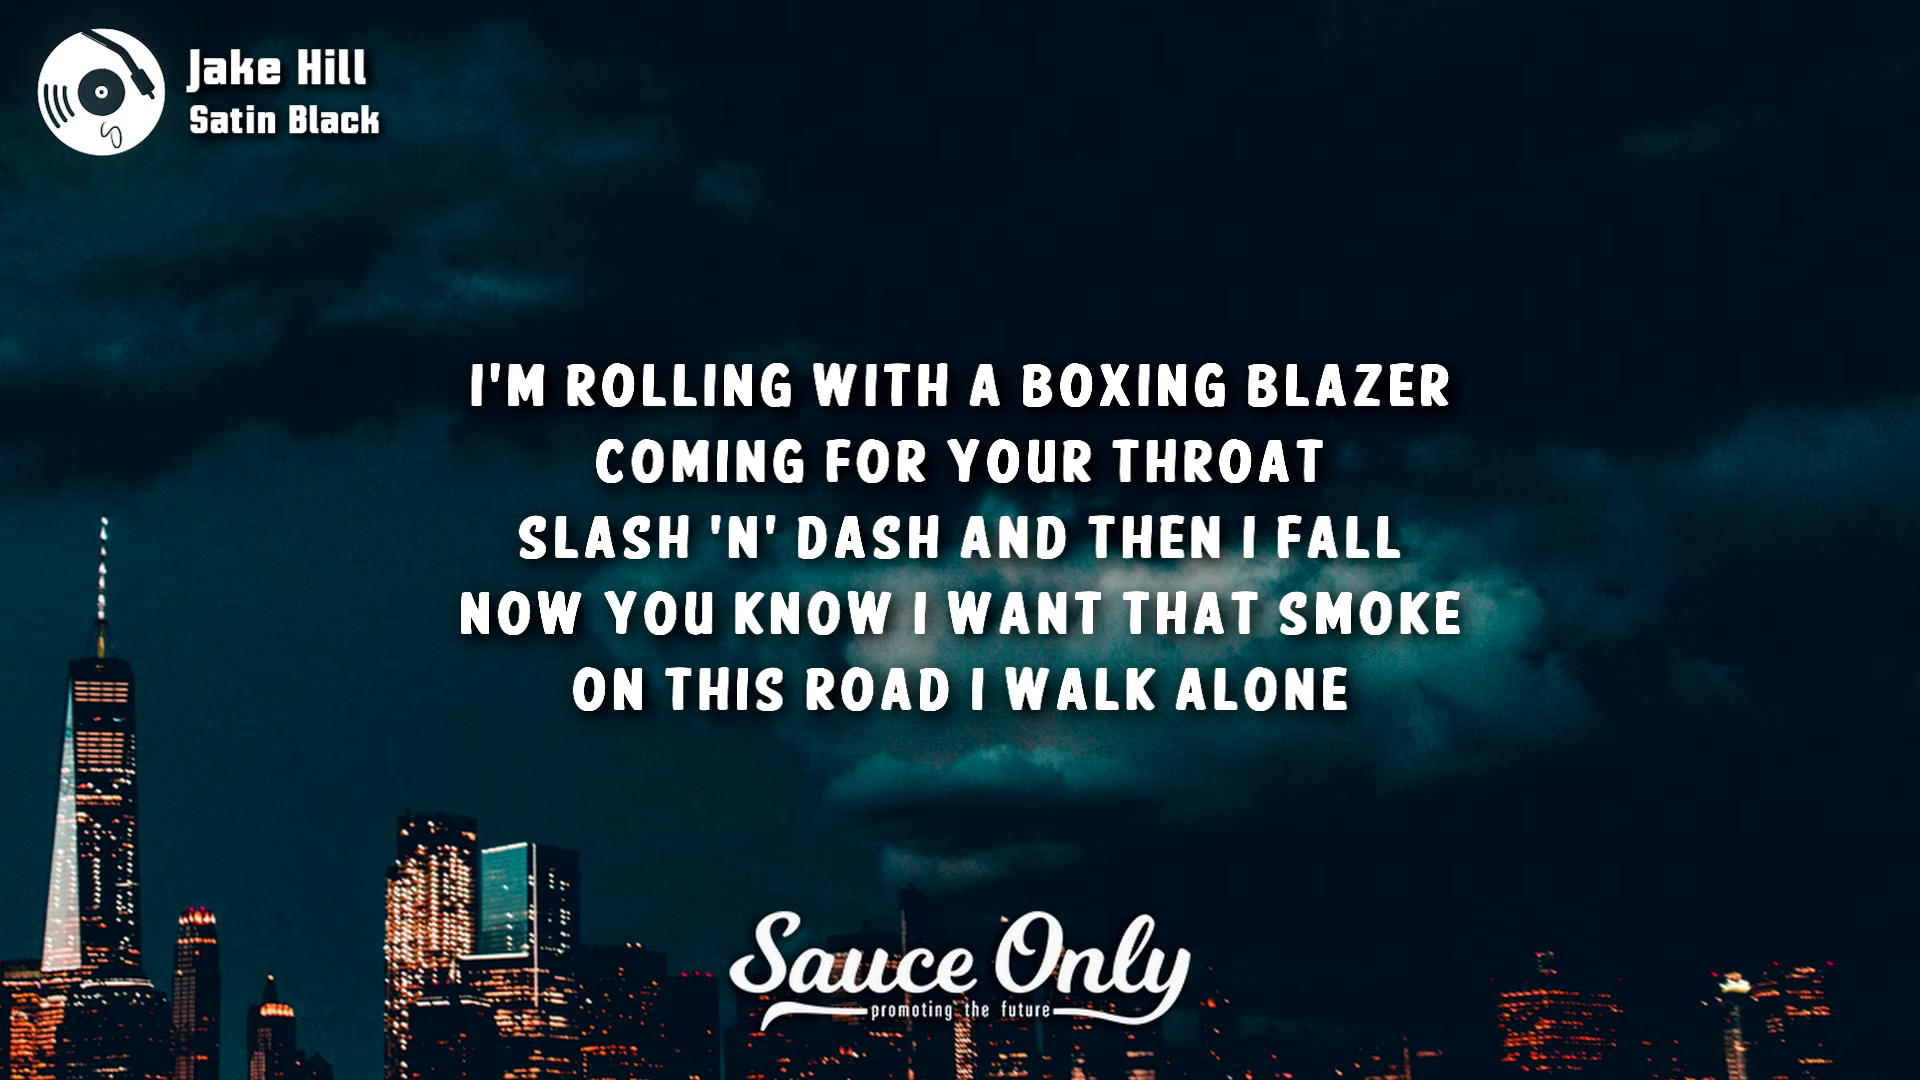 Jake Hill
Satin Black
I'M ROLLING WITH A BOXING BLAZER
COMING FOR YOUR THROAT
SLASH 'N' DASH AND THEN I FALL
NOW YOU KNOW I WANT THAT SMOKE
ON THIS ROAD I WALK ALONE
Sauce Only
promoting the future